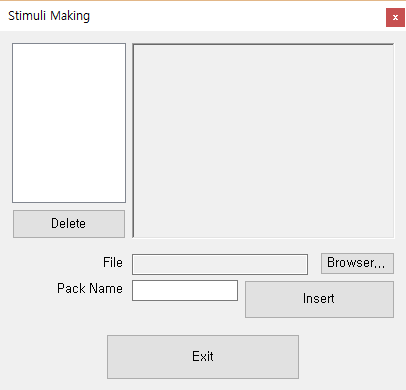 Stimuli Making
x
Delete
File
Browser...
Pack Name
Insert
Exit